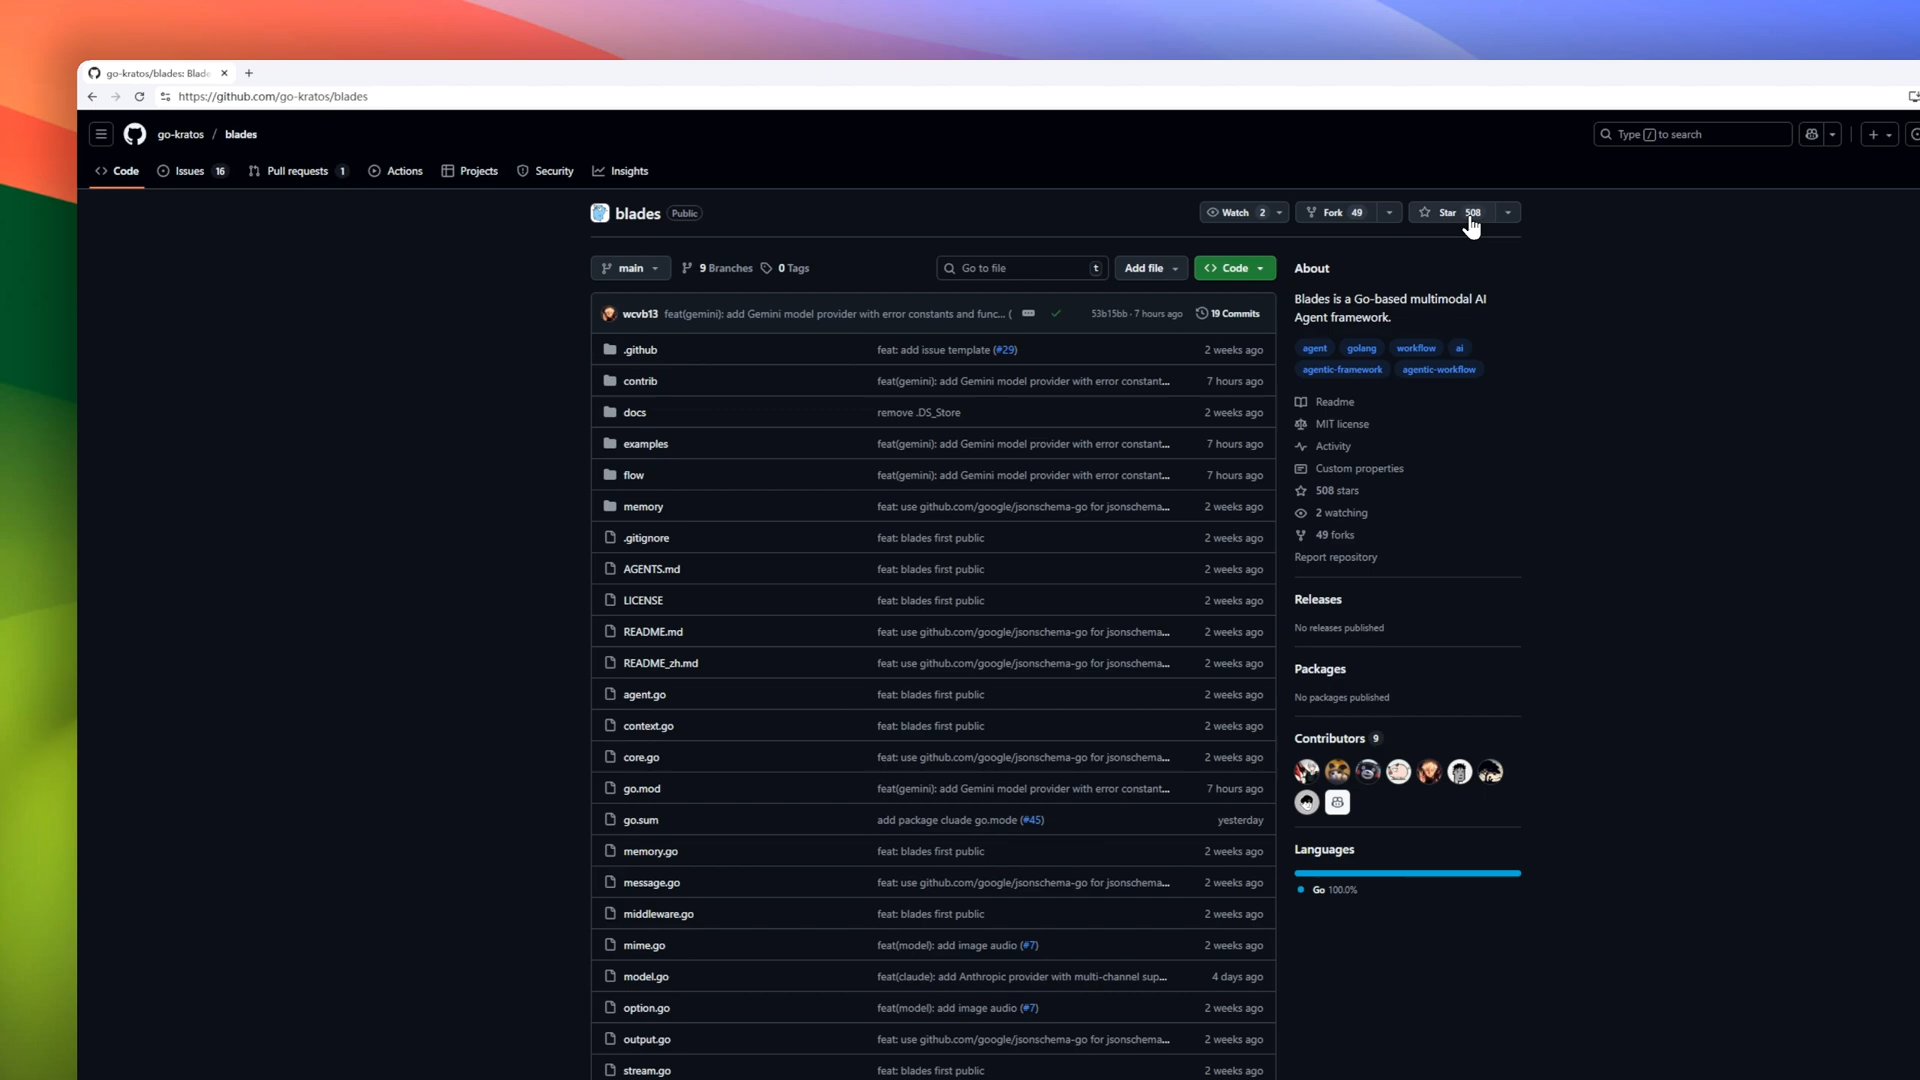 go-kratos/blades: Blade
https://github.com/go-kratos/blades
go-kratos / blades
Type / to search
Code
Issues 16
Pull requests 1
Actions
Projects
Security
Insights
blades Public
Watch 2
Fork 49
Star 508
main
9 Branches
0 Tags
Go to file t
Add file
Code
wcvb13 feat(gemini): add Gemini model provider with error constants and func... ( 53b15bb · 7 hours ago 19 Commits
.github feat: add issue template (#29) 2 weeks ago
contrib feat(gemini): add Gemini model provider with error constant... 7 hours ago
docs remove .DS_Store 2 weeks ago
examples feat(gemini): add Gemini model provider with error constant... 7 hours ago
flow feat(gemini): add Gemini model provider with error constant... 7 hours ago
memory feat: use github.com/google/jsonschema-go for jsonschema... 2 weeks ago
.gitignore feat: blades first public 2 weeks ago
AGENTS.md feat: blades first public 2 weeks ago
LICENSE feat: blades first public 2 weeks ago
README.md feat: use github.com/google/jsonschema-go for jsonschema... 2 weeks ago
README_zh.md feat: use github.com/google/jsonschema-go for jsonschema... 2 weeks ago
agent.go feat: blades first public 2 weeks ago
context.go feat: blades first public 2 weeks ago
core.go feat: use github.com/google/jsonschema-go for jsonschema... 2 weeks ago
go.mod feat(gemini): add Gemini model provider with error constant... 7 hours ago
go.sum add package cluade go.mode (#45) yesterday
memory.go feat: blades first public 2 weeks ago
message.go feat: use github.com/google/jsonschema-go for jsonschema... 2 weeks ago
middleware.go feat: blades first public 2 weeks ago
mime.go feat(model): add image audio (#7) 2 weeks ago
model.go feat(claude): add Anthropic provider with multi-channel sup... 4 days ago
option.go feat(model): add image audio (#7) 2 weeks ago
output.go feat: use github.com/google/jsonschema-go for jsonschema... 2 weeks ago
stream.go feat: blades first public 2 weeks ago
About
Blades is a Go-based multimodal AI
Agent framework.
agent golang workflow ai
agentic-framework agentic-workflow
Readme
MIT license
Activity
Custom properties
508 stars
2 watching
49 forks
Report repository
Releases
No releases published
Packages
No packages published
Contributors 9
Languages
Go 100.0%